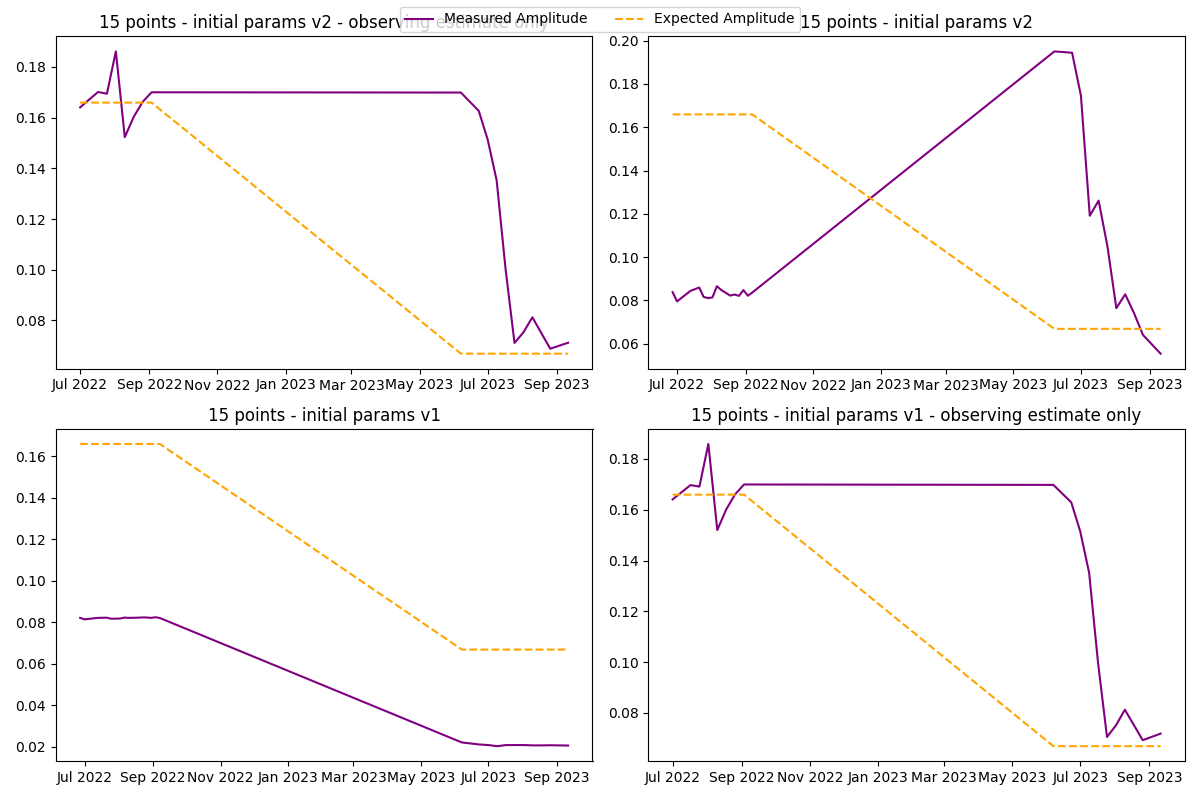 15 points - initial params v2 - observing estimate only
Measured Amplitude
Expected Amplitude
15 points - initial params v2
0.18
0.16
0.14
0.12
0.10
0.08
Jul 2022 Sep 2022 Nov 2022 Jan 2023 Mar 2023 May 2023 Jul 2023 Sep 2023
0.20
0.18
0.16
0.14
0.12
0.10
0.08
0.06
Jul 2022 Sep 2022 Nov 2022 Jan 2023 Mar 2023 May 2023 Jul 2023 Sep 2023
15 points - initial params v1
0.16
0.14
0.12
0.10
0.08
0.06
0.04
0.02
Jul 2022 Sep 2022 Nov 2022 Jan 2023 Mar 2023 May 2023 Jul 2023 Sep 2023
15 points - initial params v1 - observing estimate only
0.18
0.16
0.14
0.12
0.10
0.08
Jul 2022 Sep 2022 Nov 2022 Jan 2023 Mar 2023 May 2023 Jul 2023 Sep 2023